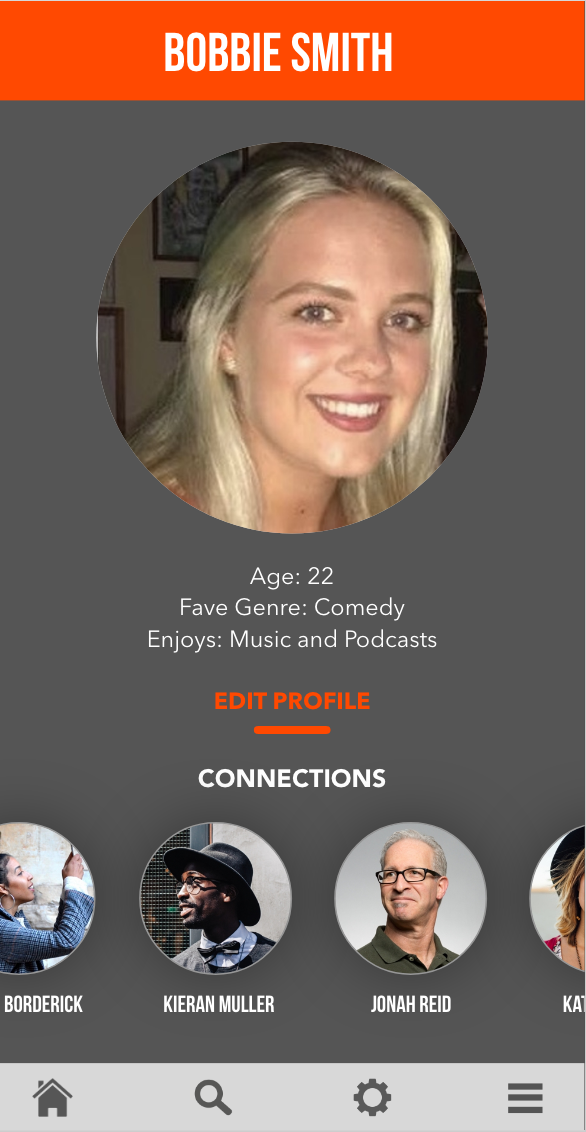 BOBBIE SMITH
Age: 22
Fave Genre: Comedy
Enjoys: Music and Podcasts
EDIT PROFILE
CONNECTIONS
BORDERICK
KIERAN MULLER
JONAH REID
KAT